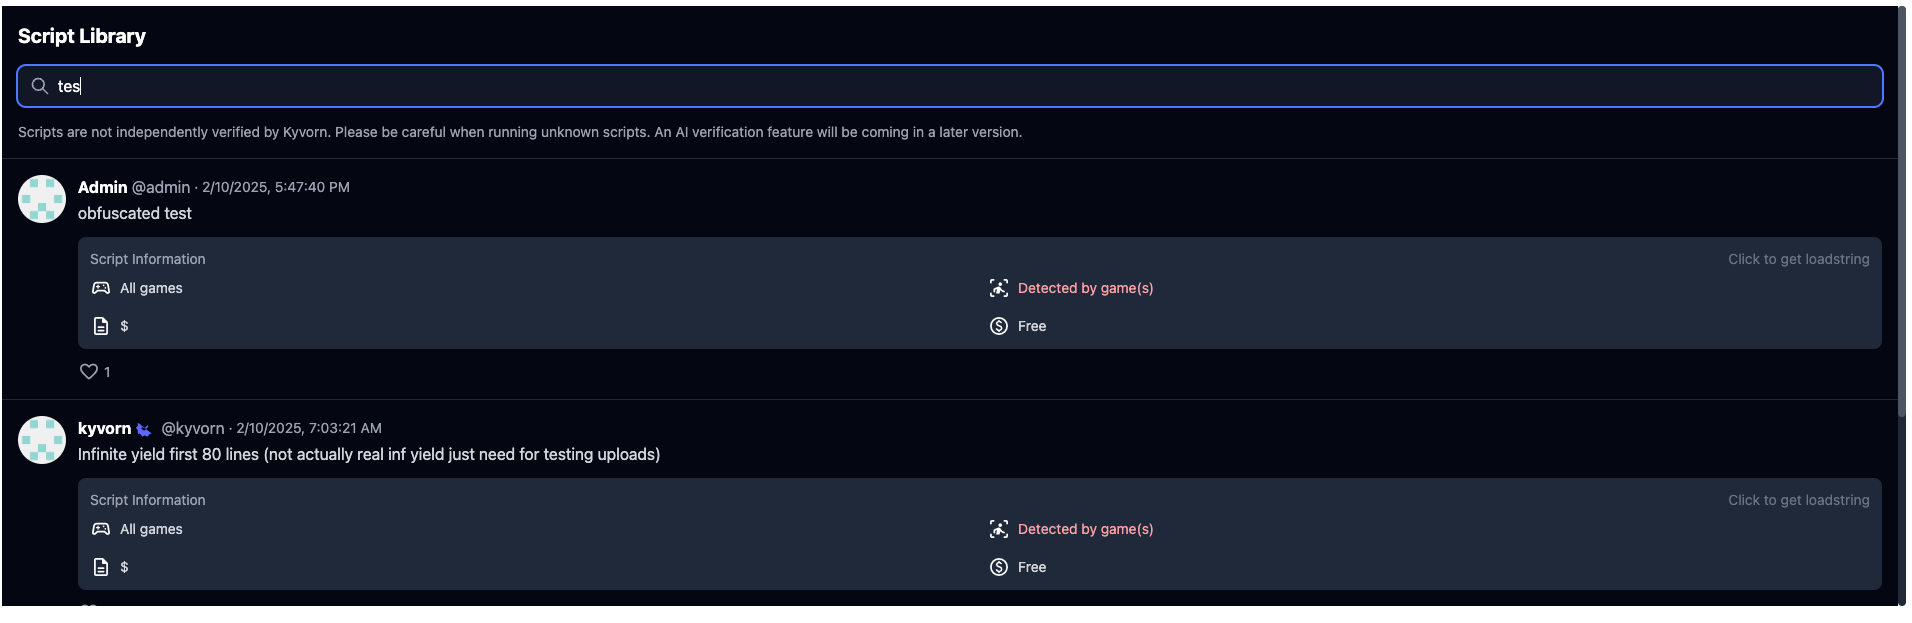 Script Library
tes
Scripts are not independently verified by Kyvorn. Please be careful when running unknown scripts. An AI verification feature will be coming in a later version.
Admin @admin · 2/10/2025, 5:47:40 PM
obfuscated test
Script Information Click to get loadstring
All games Detected by game(s)
$ Free
1
kyvorn @kyvorn · 2/10/2025, 7:03:21 AM
Infinite yield first 80 lines (not actually real inf yield just need for testing uploads)
Script Information Click to get loadstring
All games Detected by game(s)
$ Free